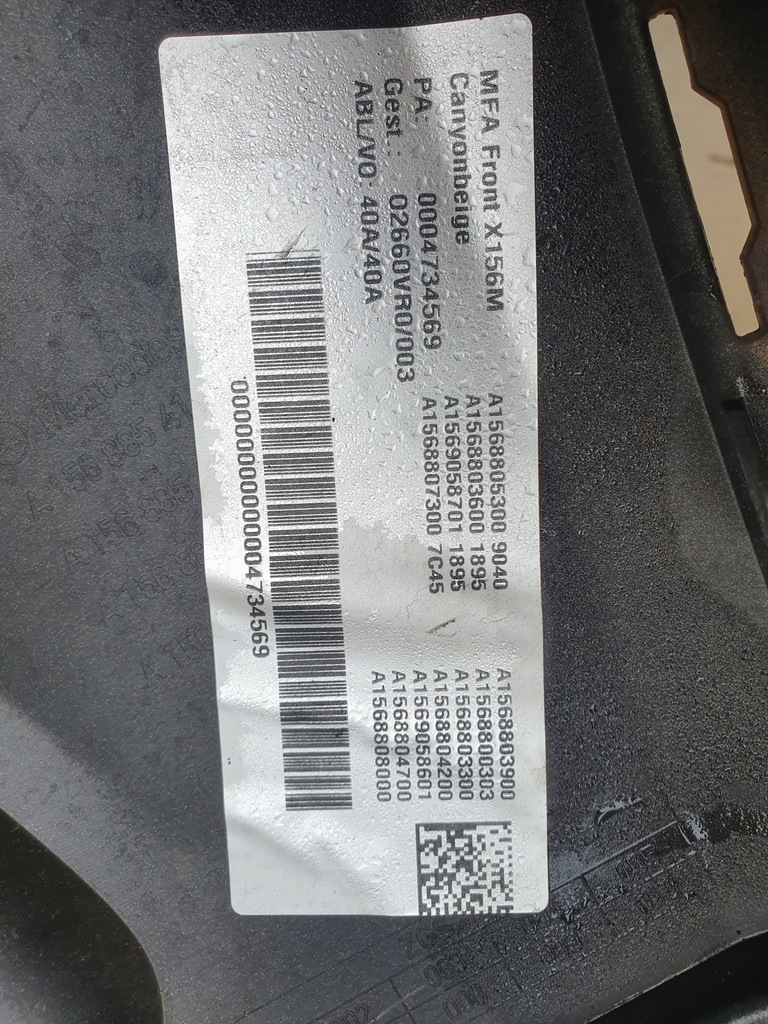 MFA Front X156M
Canyonbeige
PA: 0004734569
Gest.: 02660VR0/003
ABL/VO: 40A/40A
A1568805300 9040
A1568803600 1895
A1569058701 1895
A1568807300 7C45
A1568803900
A1568800303
A1568803300
A1568804200
A1569058601
A1568804700
A1568808000
000000000000004734569